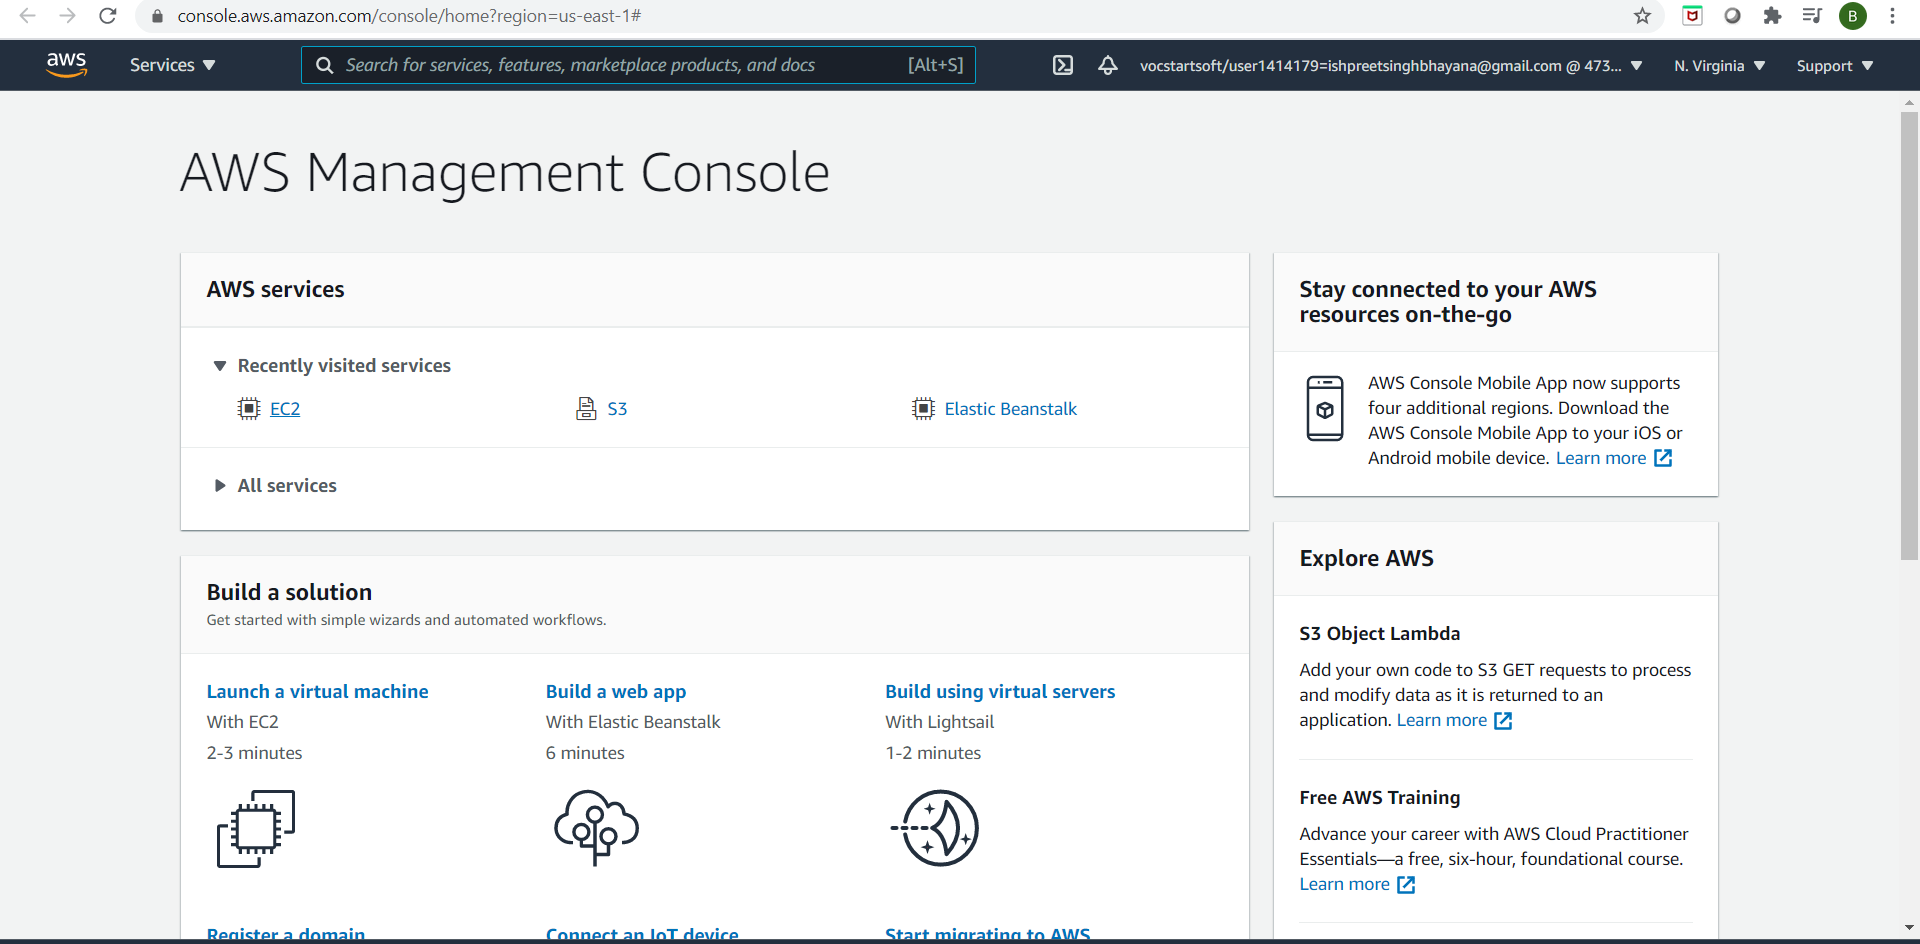 console.aws.amazon.com/console/home?region=us-east-1#
B
aws
Services
Search for services, features, marketplace products, and docs
[Alt+S]
vocstartsoft/user1414179=ishpreetsinghbhayana@gmail.com @ 473...
N. Virginia
Support
AWS Management Console
AWS services
Recently visited services
EC2
S3
Elastic Beanstalk
All services
Build a solution
Get started with simple wizards and automated workflows.
Launch a virtual machine
With EC2
2-3 minutes
Build a web app
With Elastic Beanstalk
6 minutes
Build using virtual servers
With Lightsail
1-2 minutes
Register a domain
Connect an IoT device
Start migrating to AWS
Stay connected to your AWS
resources on-the-go
AWS Console Mobile App now supports
four additional regions. Download the
AWS Console Mobile App to your iOS or
Android mobile device. Learn more
Explore AWS
S3 Object Lambda
Add your own code to S3 GET requests to process
and modify data as it is returned to an
application. Learn more
Free AWS Training
Advance your career with AWS Cloud Practitioner
Essentials—a free, six-hour, foundational course.
Learn more